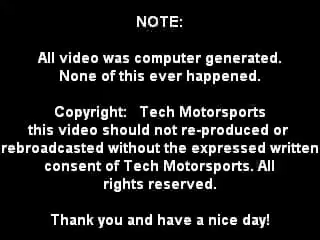 NOTE:
All video was computer generated.
None of this ever happened.
Copyright:   Tech Motorsports
this video should not re-produced or
rebroadcasted without the expressed written
consent of Tech Motorsports. All
rights reserved.
Thank you and have a nice day!